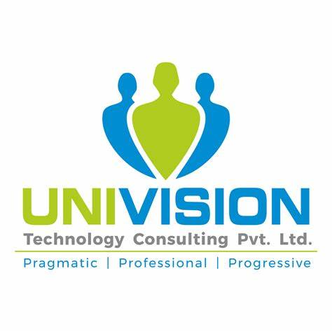 UNIVISION
Technology Consulting Pvt. Ltd.
Pragmatic | Professional | Progressive